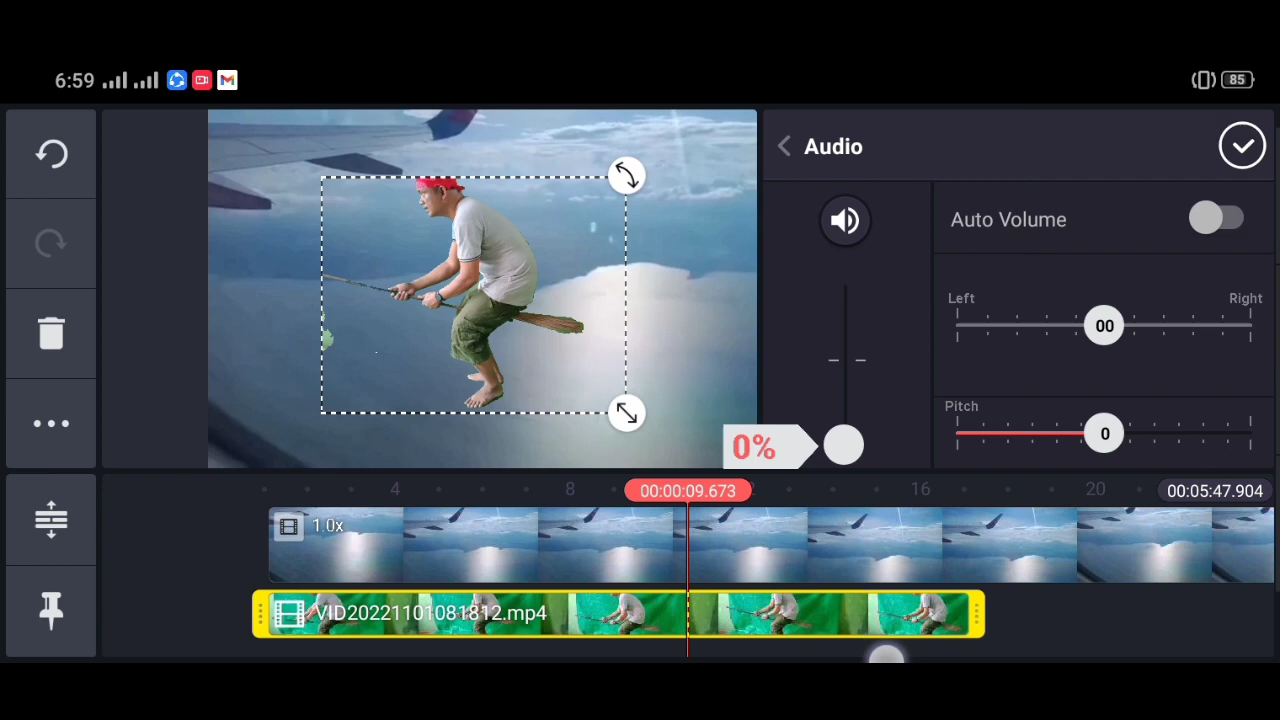 6:59
85
Audio
Auto Volume
Left
Right
00
Pitch
0
0%
4
8
16
20
00:00:09.673
00:05:47.904
1.0x
VID20221101081812.mp4